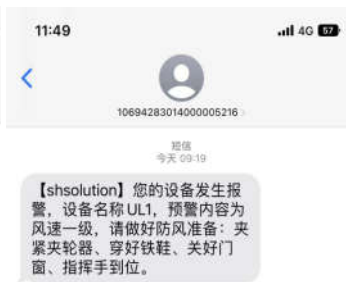 11:49
4G 57
10694283014000005216
短信
今天 09:19
【shsolution】您的设备发生报
警，设备名称UL1，预警内容为
风速一级，请做好防风准备：夹
紧夹轮器、穿好铁鞋、关好门
窗、指挥手到位。